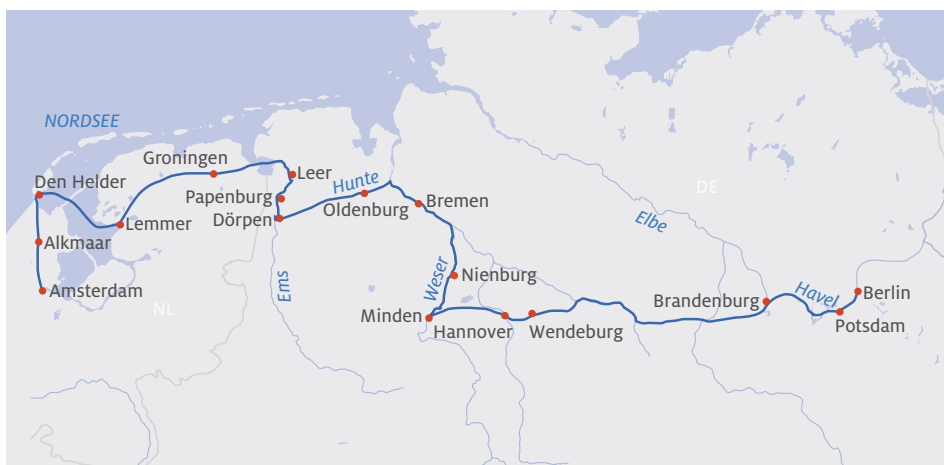 NORDSEE
Groningen
Leer
Den Helder
Papenburg
Hunte
DE
Dörpen
Oldenburg
Bremen
Lemmer
Elbe
Alkmaar
Weser
Nienburg
Ems
Amsterdam
NL
Havel
Berlin
Brandenburg
Minden
Hannover
Wendeburg
Potsdam